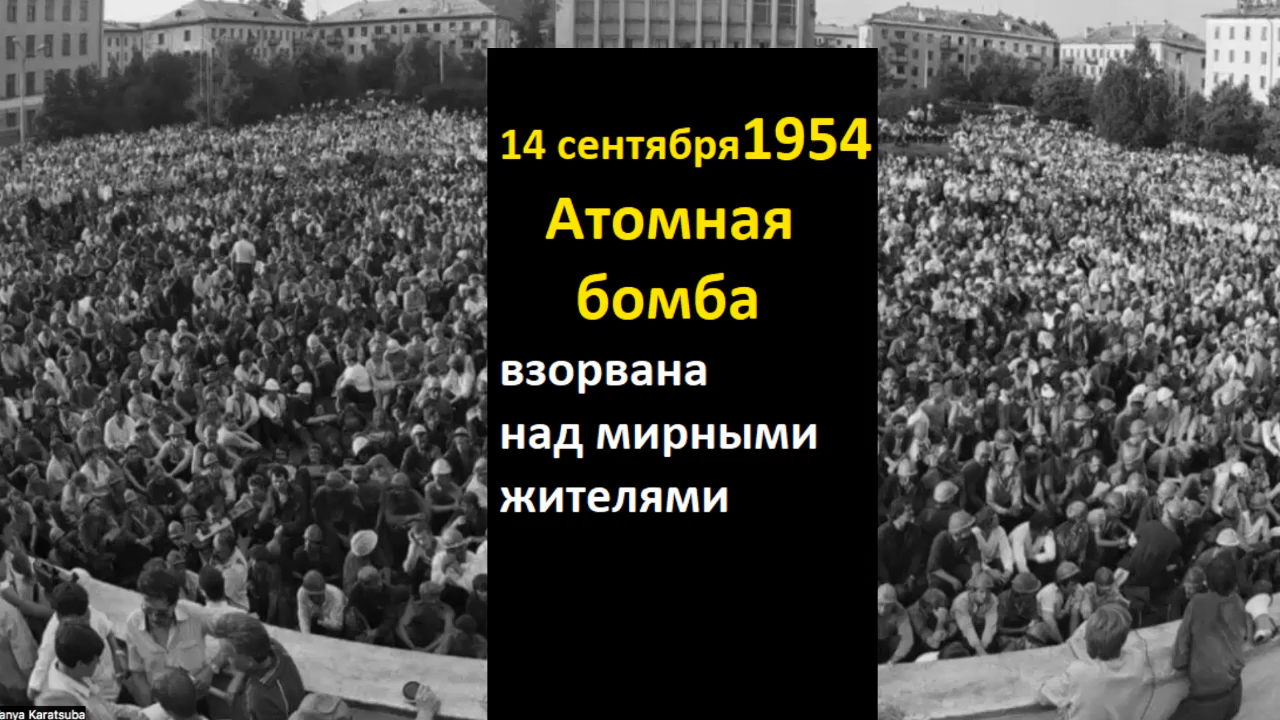 14 сентября1954
Атомная
бомба
взорвана
над мирными
жителями
anya Karatsuba